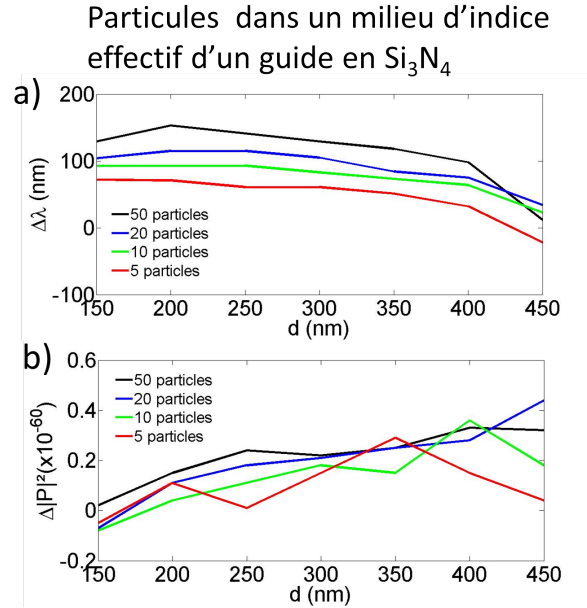 Particules dans un milieu d’indice
effectif d’un guide en Si₃N₄
a)
200
100
0
-100
Δλ (nm)
50 particles
20 particles
10 particles
5 particles
150 200 250 300 350 400 450
d (nm)
b)
0.6
0.4
0.2
0
-0.2
Δ|P|²(x10⁻⁶⁰)
50 particles
20 particles
10 particles
5 particles
150 200 250 300 350 400 450
d (nm)